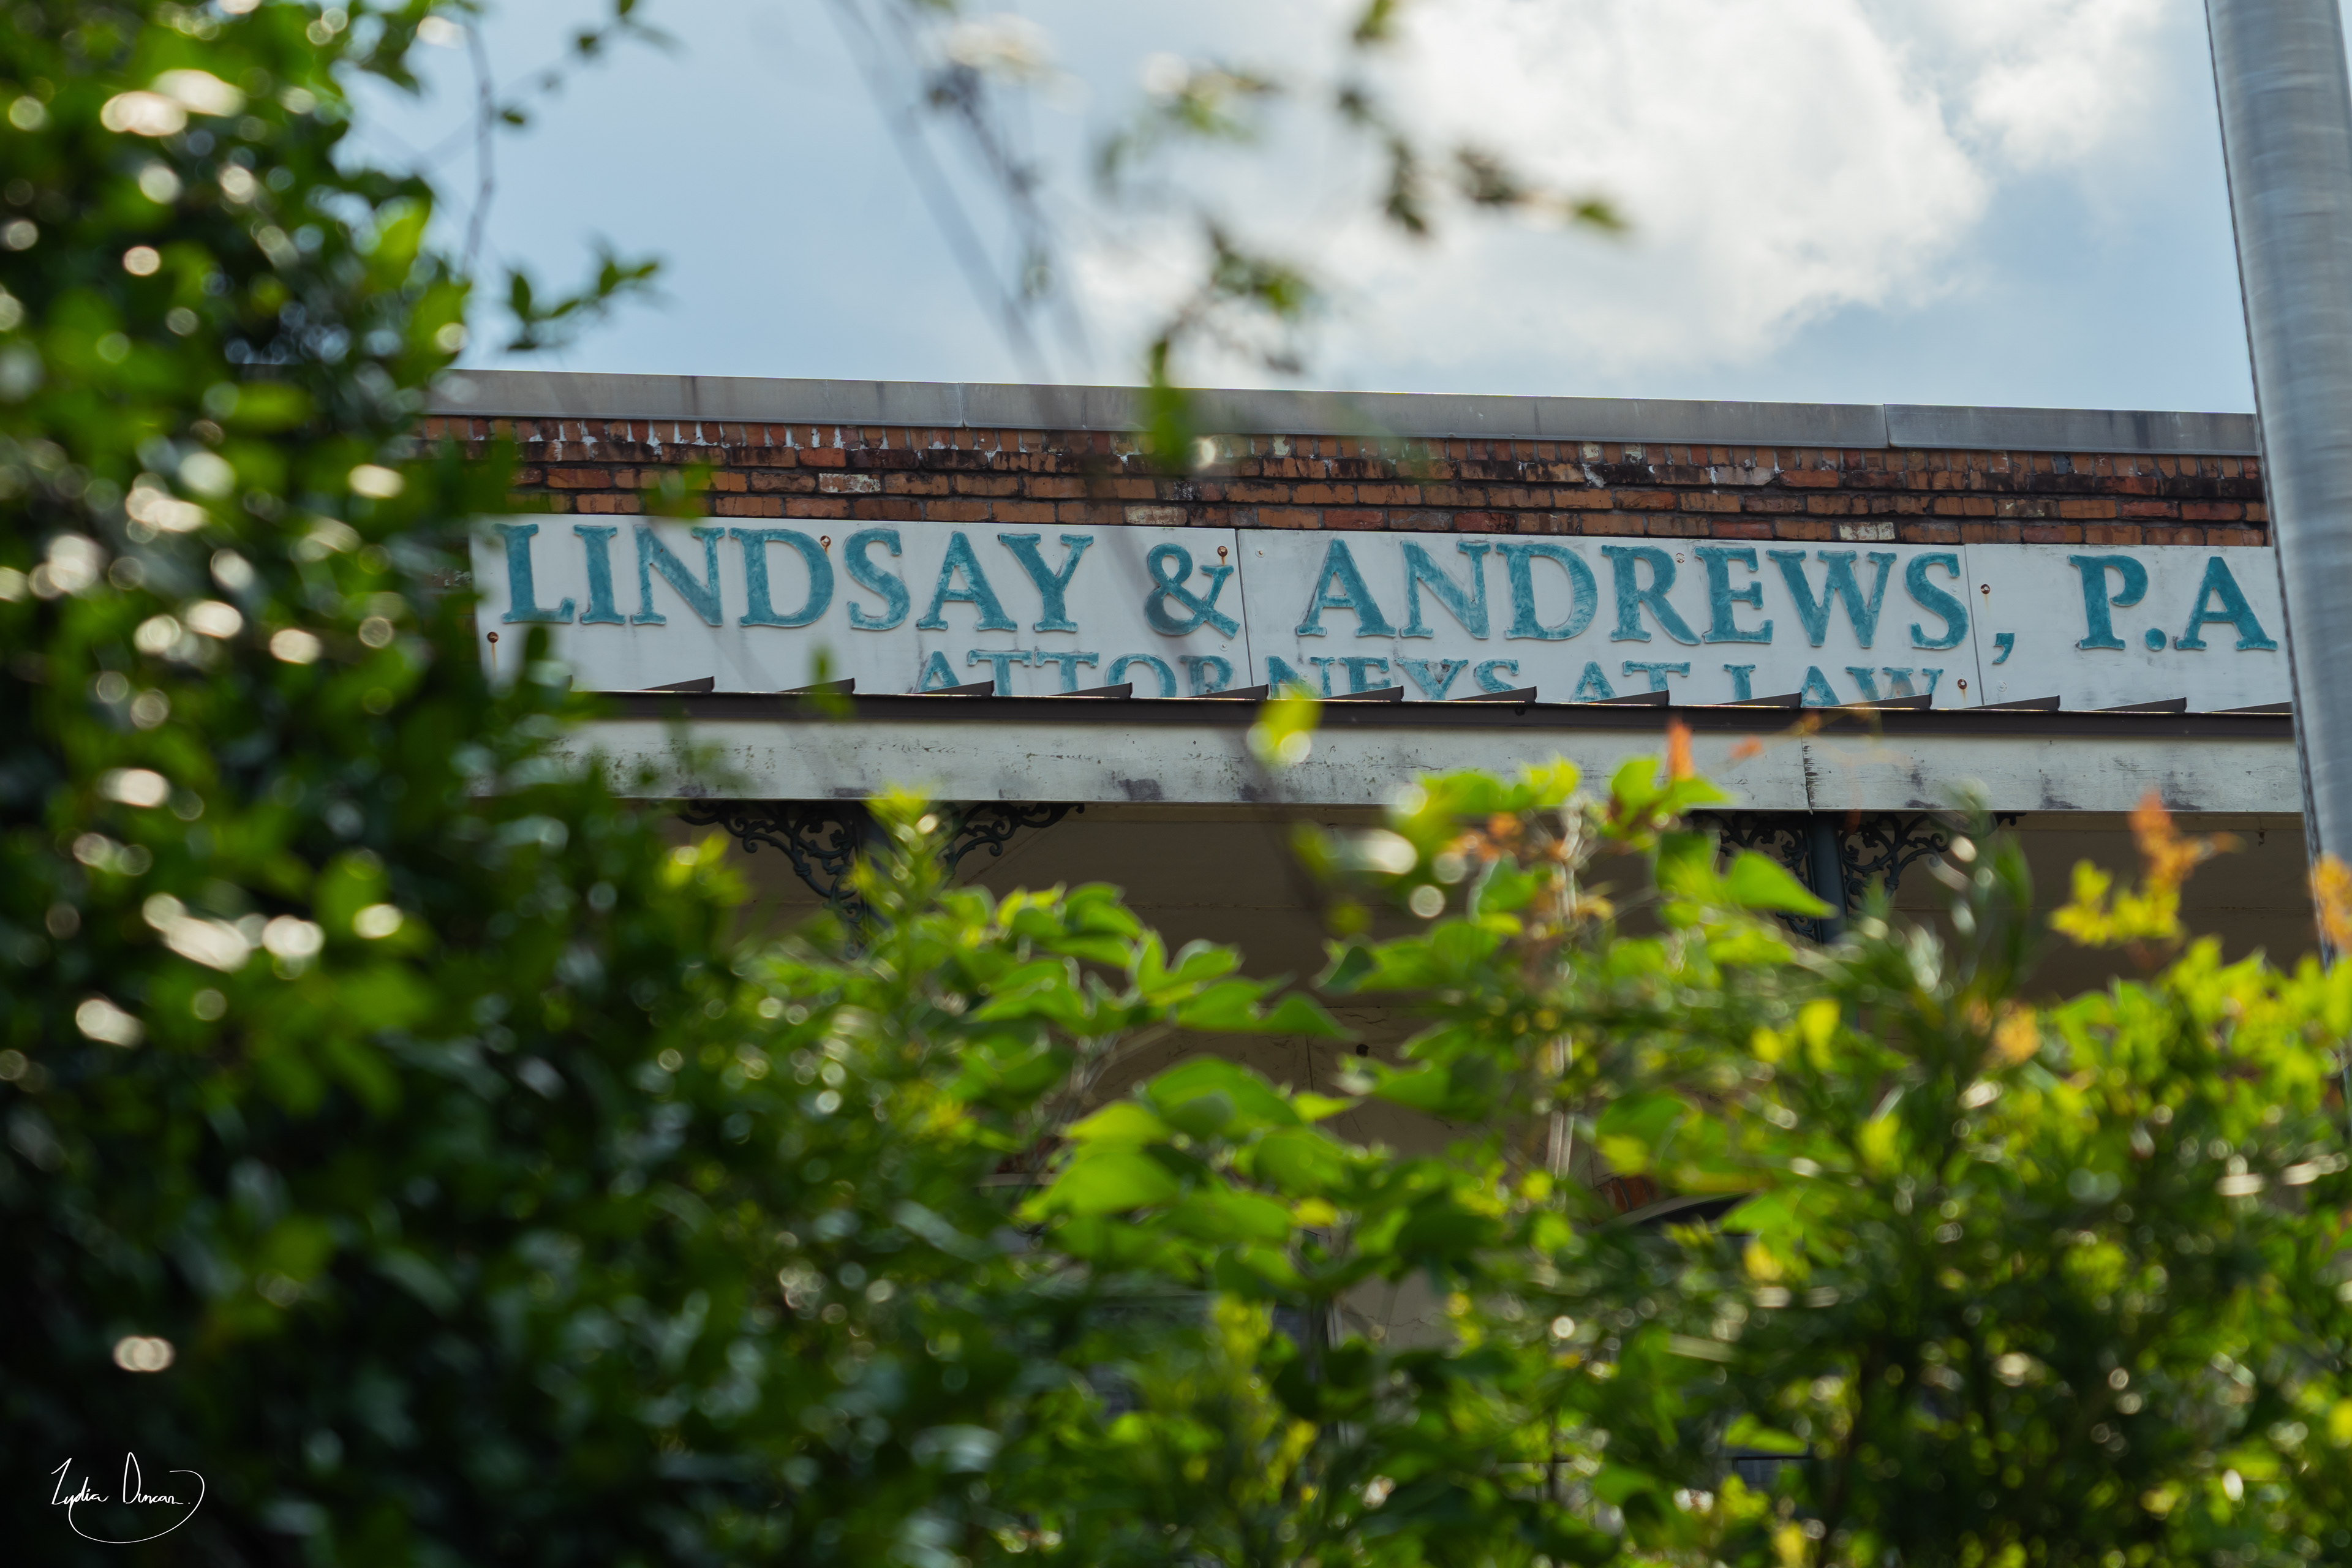 LINDSAY & ANDREWS, P.A
ATTORNEYS AT LAW
Lydia Duncan